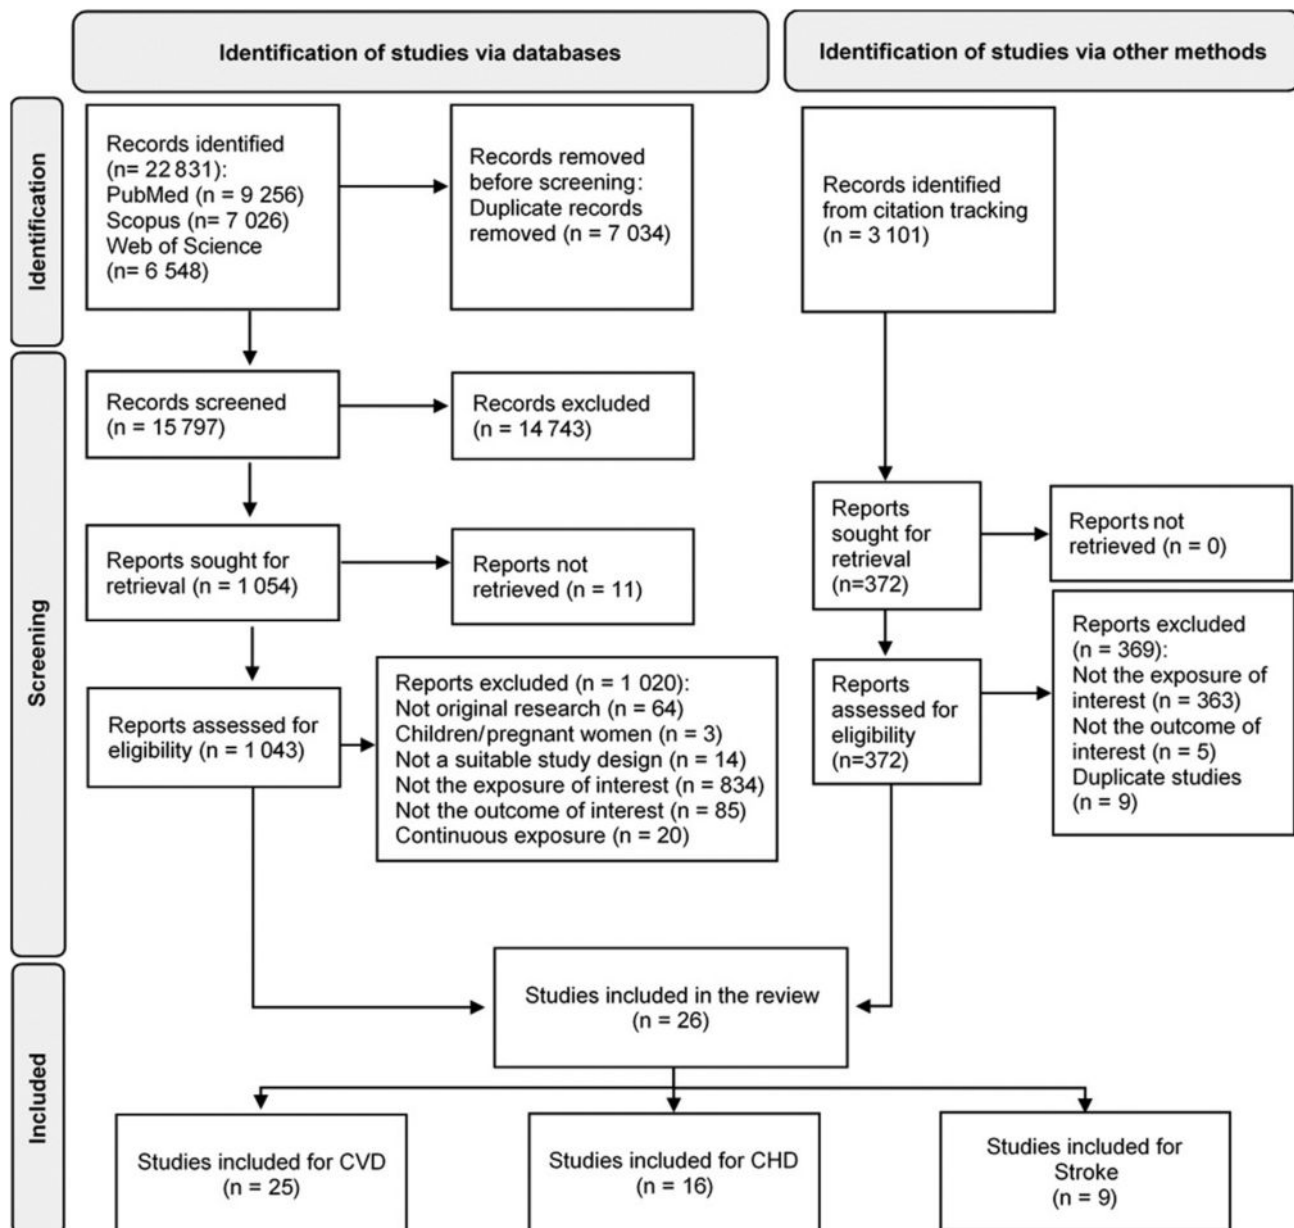 Identification of studies via databases
Identification of studies via other methods
Identification
Records identified
(n= 22 831):
PubMed (n = 9 256)
Scopus (n= 7 026)
Web of Science
(n= 6 548)
Records removed
before screening:
Duplicate records
removed (n = 7 034)
Records identified
from citation tracking
(n = 3 101)
Screening
Records screened
(n = 15 797)
Records excluded
(n = 14 743)
Reports sought for
retrieval (n = 1 054)
Reports not
retrieved (n = 11)
Reports
sought for
retrieval
(n=372)
Reports not
retrieved (n = 0)
Reports assessed for
eligibility (n = 1 043)
Reports excluded (n = 1 020):
Not original research (n = 64)
Children/pregnant women (n = 3)
Not a suitable study design (n = 14)
Not the exposure of interest (n = 834)
Not the outcome of interest (n = 85)
Continuous exposure (n = 20)
Reports
assessed for
eligibility
(n=372)
Reports excluded
(n = 369):
Not the exposure of
interest (n = 363)
Not the outcome of
interest (n = 5)
Duplicate studies
(n = 9)
Included
Studies included in the review
(n = 26)
Studies included for CVD
(n = 25)
Studies included for CHD
(n = 16)
Studies included for
Stroke
(n = 9)